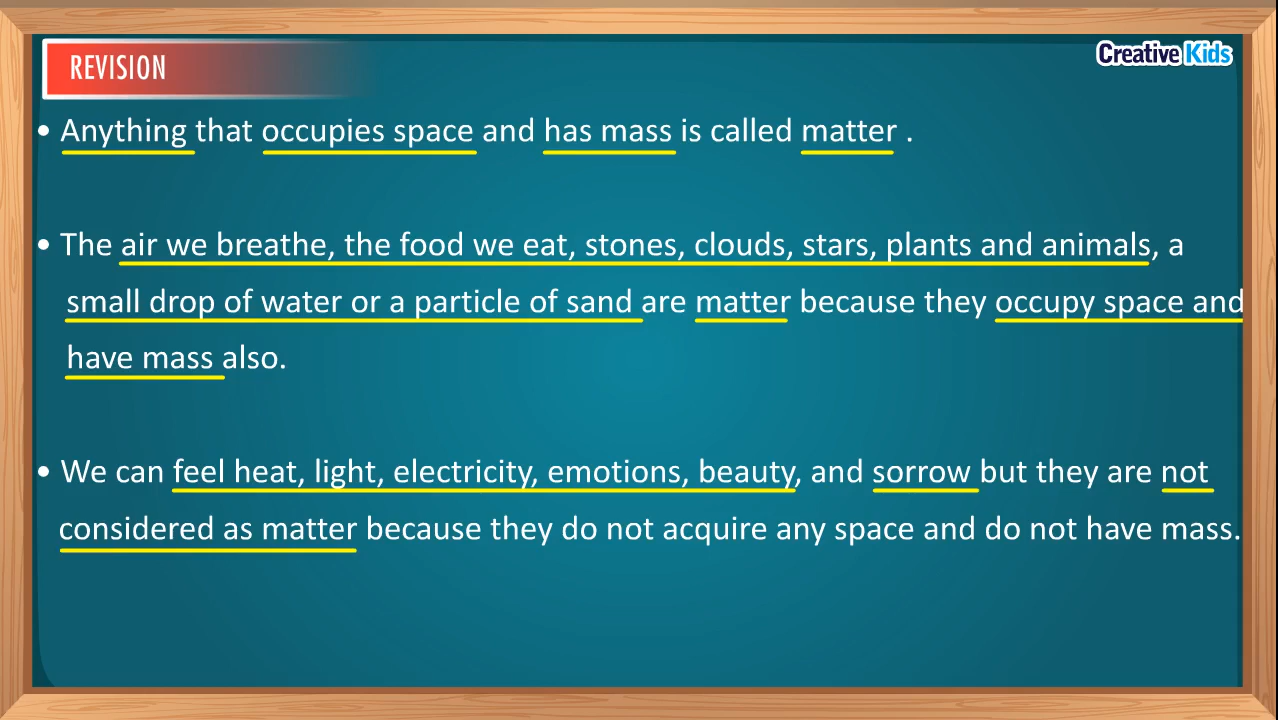 REVISION
Creative Kids
• Anything that occupies space and has mass is called matter .
• The air we breathe, the food we eat, stones, clouds, stars, plants and animals, a
small drop of water or a particle of sand are matter because they occupy space and
have mass also.
• We can feel heat, light, electricity, emotions, beauty, and sorrow but they are not
considered as matter because they do not acquire any space and do not have mass.